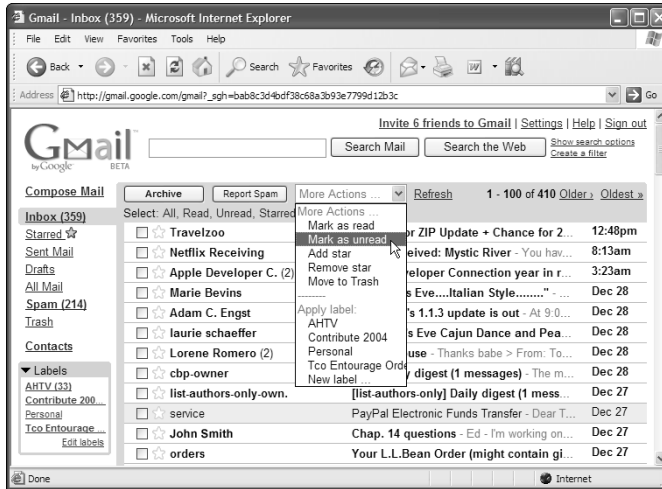 Gmail - Inbox (359) - Microsoft Internet Explorer
File Edit View Favorites Tools Help
Back Search Favorites
Address http://gmail.google.com/gmail?_sgh=bab8c3d4bdf38c68a3b93e7799d12b3c Go
Invite 6 friends to Gmail | Settings | Help | Sign out
Gmail by Google BETA
Search Mail Search the Web Show search options
Create a filter
Compose Mail
Archive Report Spam More Actions ... Refresh 1 - 100 of 410 Older › Oldest »
Select: All, Read, Unread, Starred
More Actions ...
Mark as read
Mark as unread
Add star
Remove star
Move to Trash
--------
Apply label:
AHTV
Contribute 2004
Personal
Tco Entourage Orde
New label ...
Inbox (359)
Starred
Sent Mail
Drafts
All Mail
Spam (214)
Trash
Contacts
Labels
AHTV (33)
Contribute 200...
Personal
Tco Entourage ...
Edit labels
Travelzoo or ZIP Update + Chance for 2... 12:48pm
Netflix Receiving eived: Mystic River - You hav... 8:13am
Apple Developer C. (2) veloper Connection year in r... 3:23am
Marie Bevins s Eve....Italian Style........" - ... Dec 28
Adam C. Engst 's 1.1.3 update is out - At 9:0... Dec 28
laurie schaeffer s Eve Cajun Dance and Pea... Dec 28
Lorene Romero (2) use - Thanks babe > From: To... Dec 28
cbp-owner y digest (1 messages) - The m... Dec 28
list-authors-only-own. [list-authors-only] Daily digest (1 mess... Dec 27
service PayPal Electronic Funds Transfer - Dear T... Dec 27
John Smith Chap. 14 questions - Ed - I'm working on... Dec 27
orders Your L.L.Bean Order (might contain gi... Dec 27
Done Internet